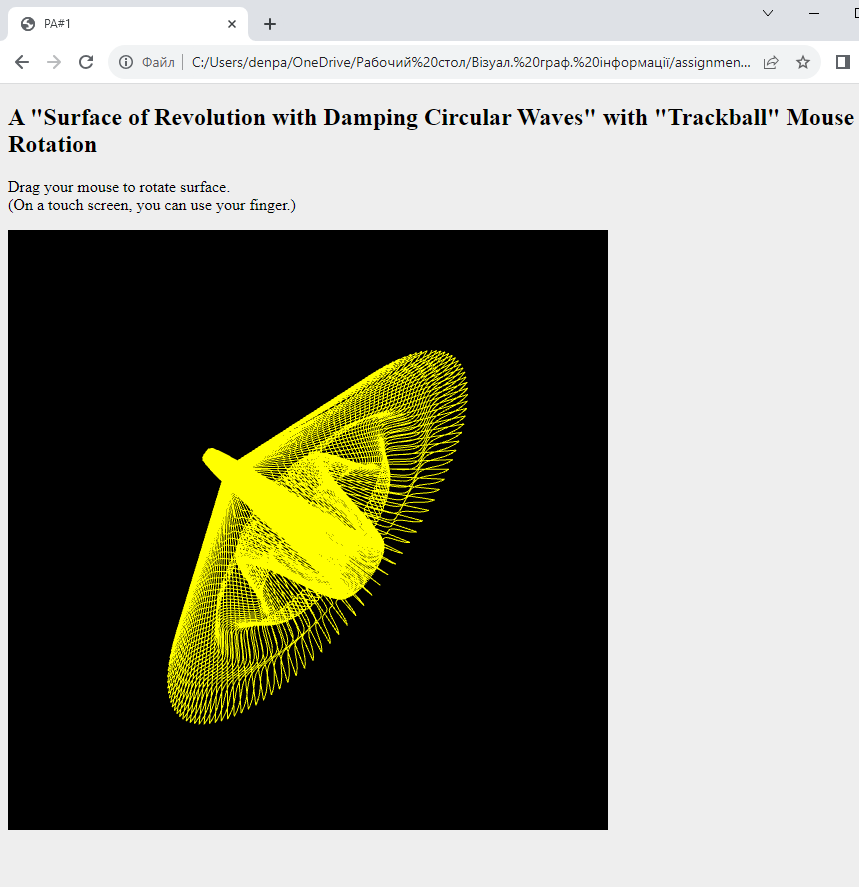 PA#1
Файл
C:/Users/denpa/OneDrive/Рабочий%20стол/Візуал.%20граф.%20інформації/assignmen...
A "Surface of Revolution with Damping Circular Waves" with "Trackball" Mouse
Rotation
Drag your mouse to rotate surface.
(On a touch screen, you can use your finger.)